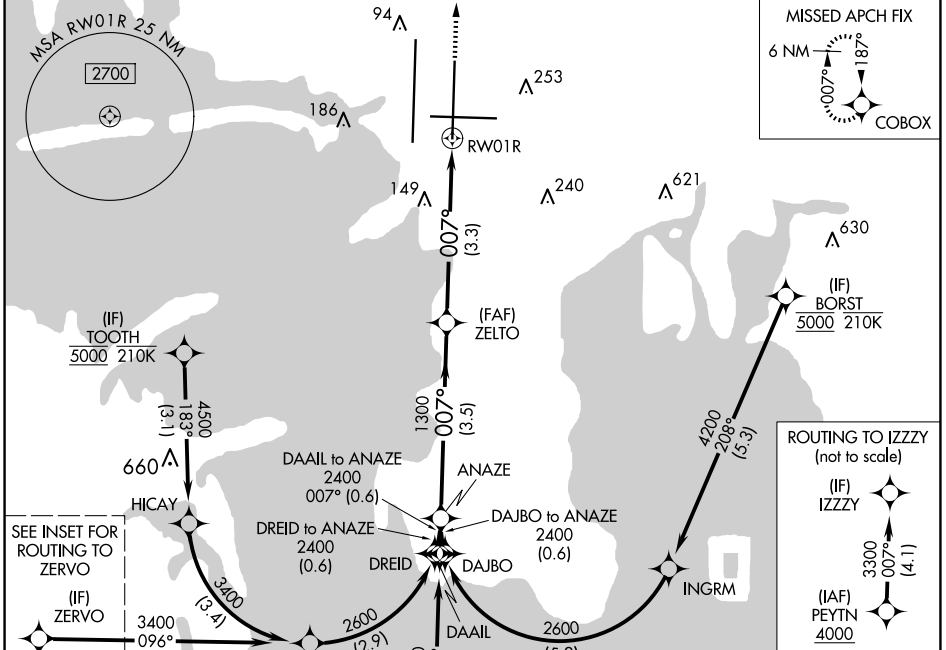 MSA RW01R 25 NM
2700
94
186
253
RW01R
149
240
621
630
MISSED APCH FIX
6 NM
007°
187°
COBOX
007°
(3.3)
(FAF)
ZELTO
(IF)
BORST
5000 210K
(IF)
TOOTH
5000 210K
4500
183°
(3.1)
660
HICAY
1300
007°
(3.5)
4200
208°
(5.3)
DAAIL to ANAZE
2400
007° (0.6)
ANAZE
DREID to ANAZE
2400
(0.6)
DAJBO to ANAZE
2400
(0.6)
DREID
DAJBO
DAAIL
INGRM
ROUTING TO IZZZY
(not to scale)
(IF)
IZZZY
3300
007°
(4.1)
(IAF)
PEYTN
4000
SEE INSET FOR
ROUTING TO
ZERVO
(IF)
ZERVO
3400
096°
3400
(3.4)
2600
(2.9)
2600